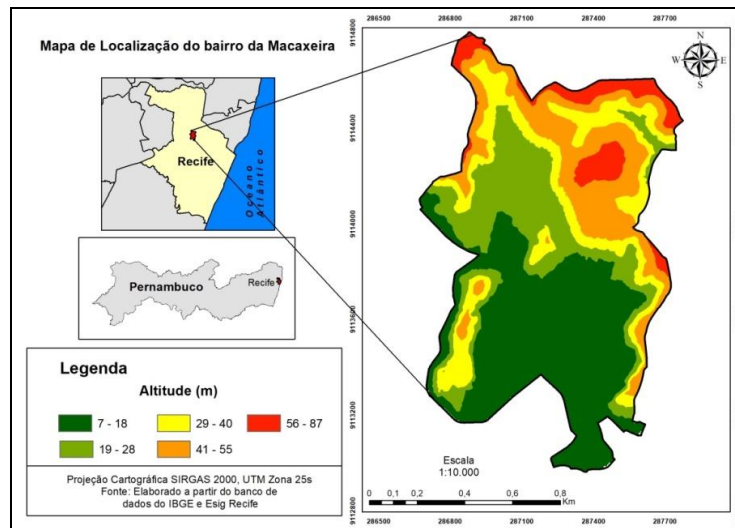 Mapa de Localização do bairro da Macaxeira
Recife
Oceano
Atlântico
Pernambuco
Recife
Legenda
Altitude (m)
7 - 18
29 - 40
56 - 87
19 - 28
41 - 55
Projeção Cartográfica SIRGAS 2000, UTM Zona 25s
Fonte: Elaborado a partir do banco de
dados do IBGE e Esig Recife
286500
286800
287100
287400
287700
9114800
9114400
9114000
9113600
9113200
9112800
N
W
E
S
Escala
1:10.000
0
0,1
0,2
0,4
0,6
0,8
Km
286500
286800
287100
287400
287700